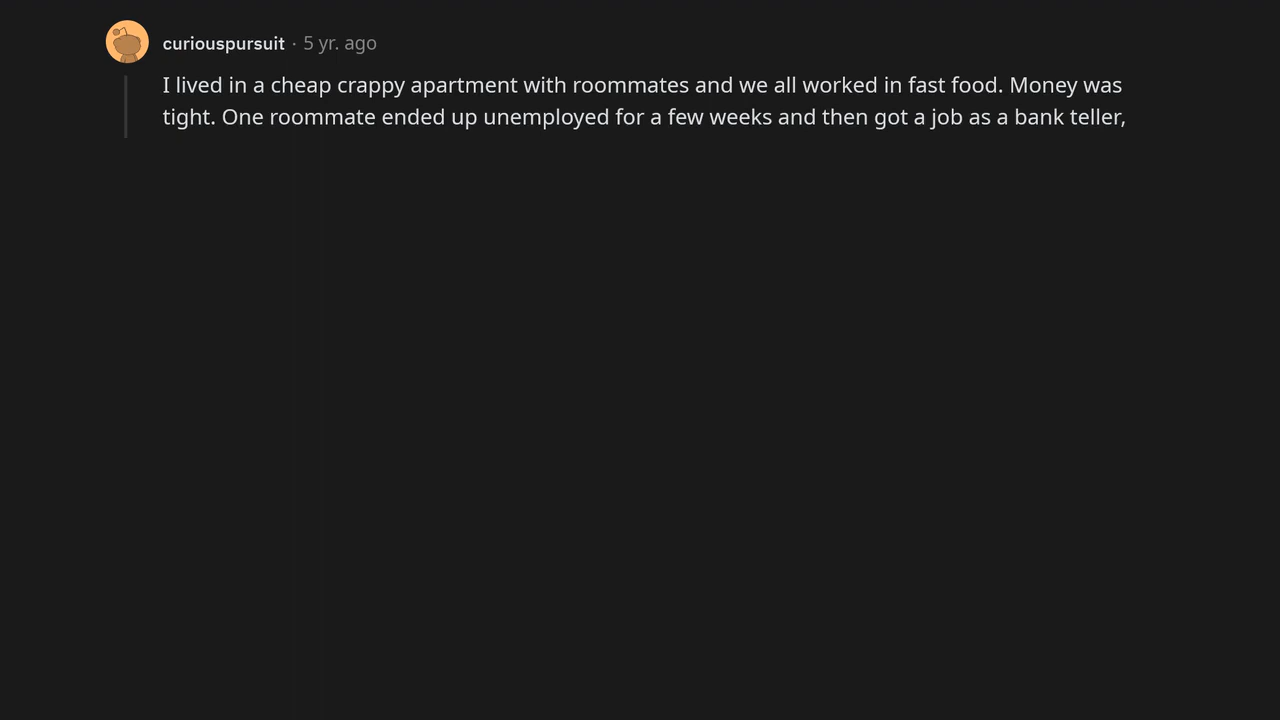 curiouspursuit · 5 yr. ago
I lived in a cheap crappy apartment with roommates and we all worked in fast food. Money was
tight. One roommate ended up unemployed for a few weeks and then got a job as a bank teller,